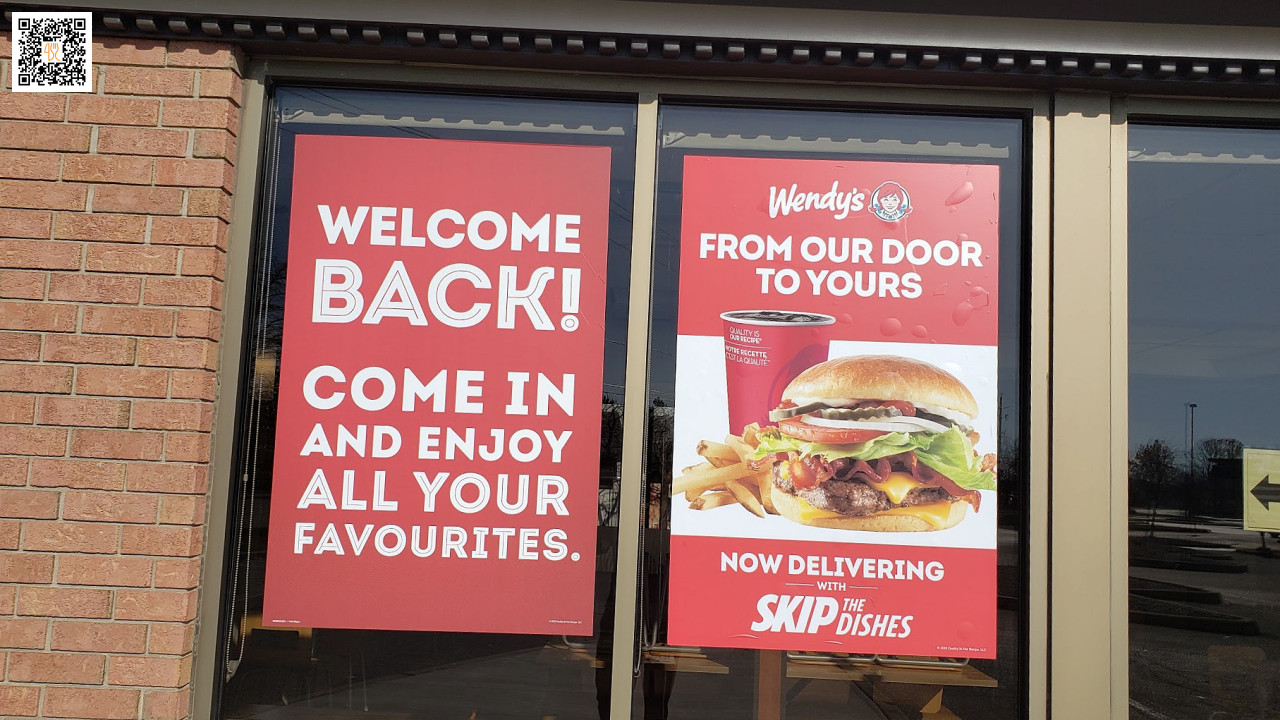 WELCOME
BACK!
COME IN
AND ENJOY
ALL YOUR
FAVOURITES.
Wendy's
FROM OUR DOOR
TO YOURS
QUALITY IS
OUR RECIPE
NOTRE RECETTE
C'EST LA QUALITÉ
NOW DELIVERING
WITH
SKIP THE
DISHES